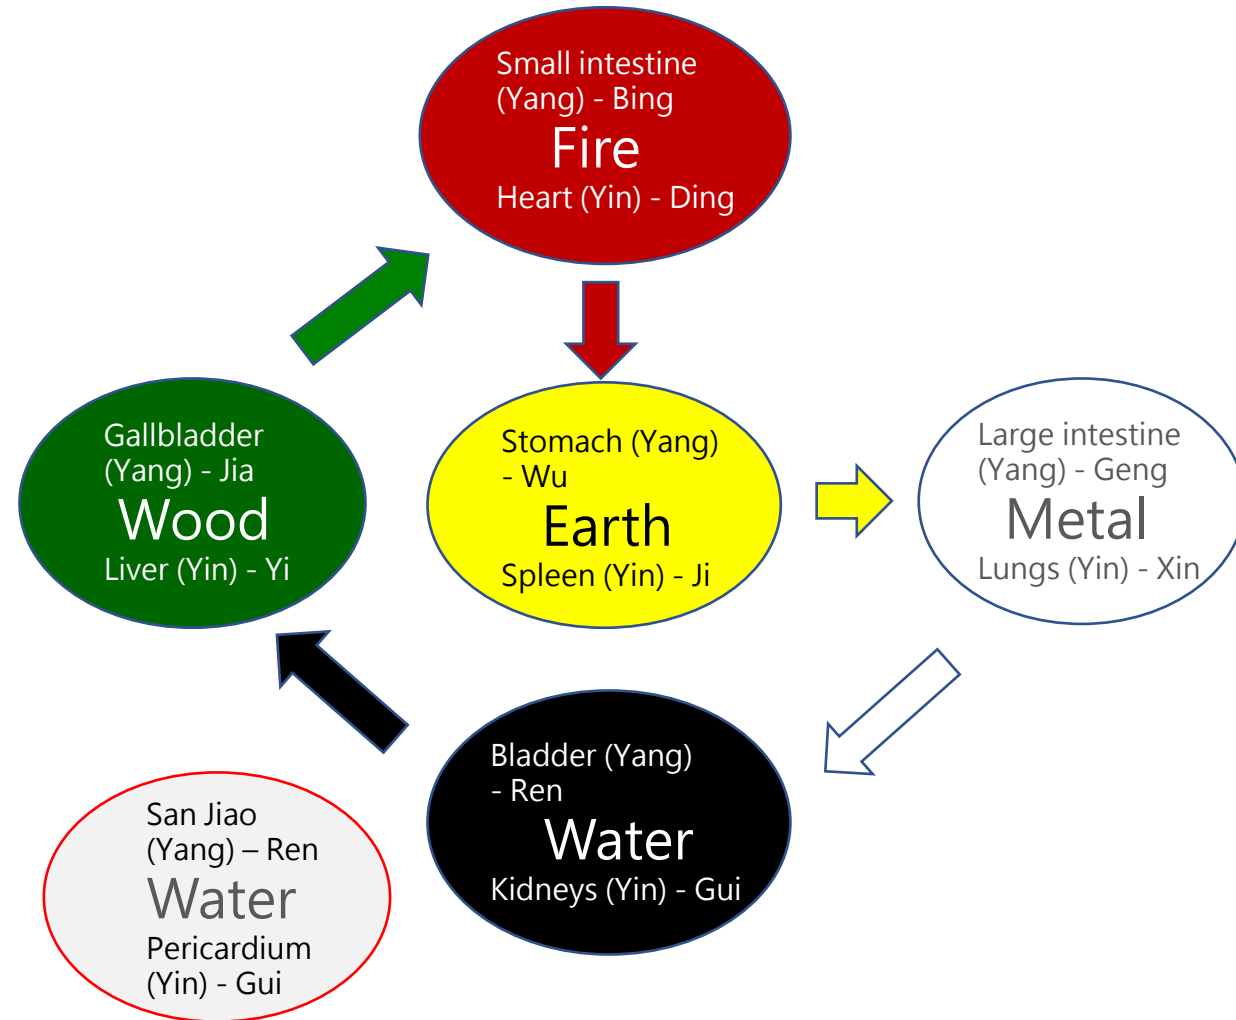 Small intestine
(Yang) - Bing
Fire
Heart (Yin) - Ding
Gallbladder
(Yang) - Jia
Wood
Liver (Yin) - Yi
Stomach (Yang)
- Wu
Earth
Spleen (Yin) - Ji
Large intestine
(Yang) - Geng
Metal
Lungs (Yin) - Xin
Bladder (Yang)
- Ren
Water
Kidneys (Yin) - Gui
San Jiao
(Yang) – Ren
Water
Pericardium
(Yin) - Gui